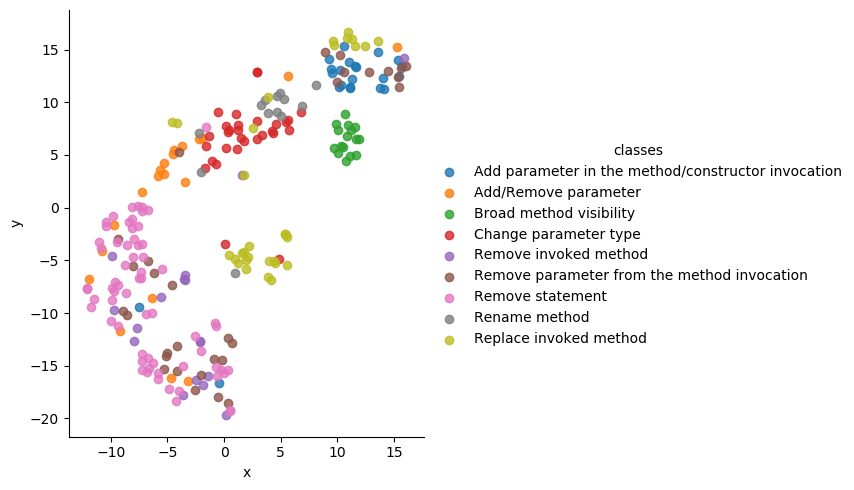 15
10
5
0
−5
−10
−15
−20
y
−10
−5
0
5
10
15
x
classes
Add parameter in the method/constructor invocation
Add/Remove parameter
Broad method visibility
Change parameter type
Remove invoked method
Remove parameter from the method invocation
Remove statement
Rename method
Replace invoked method